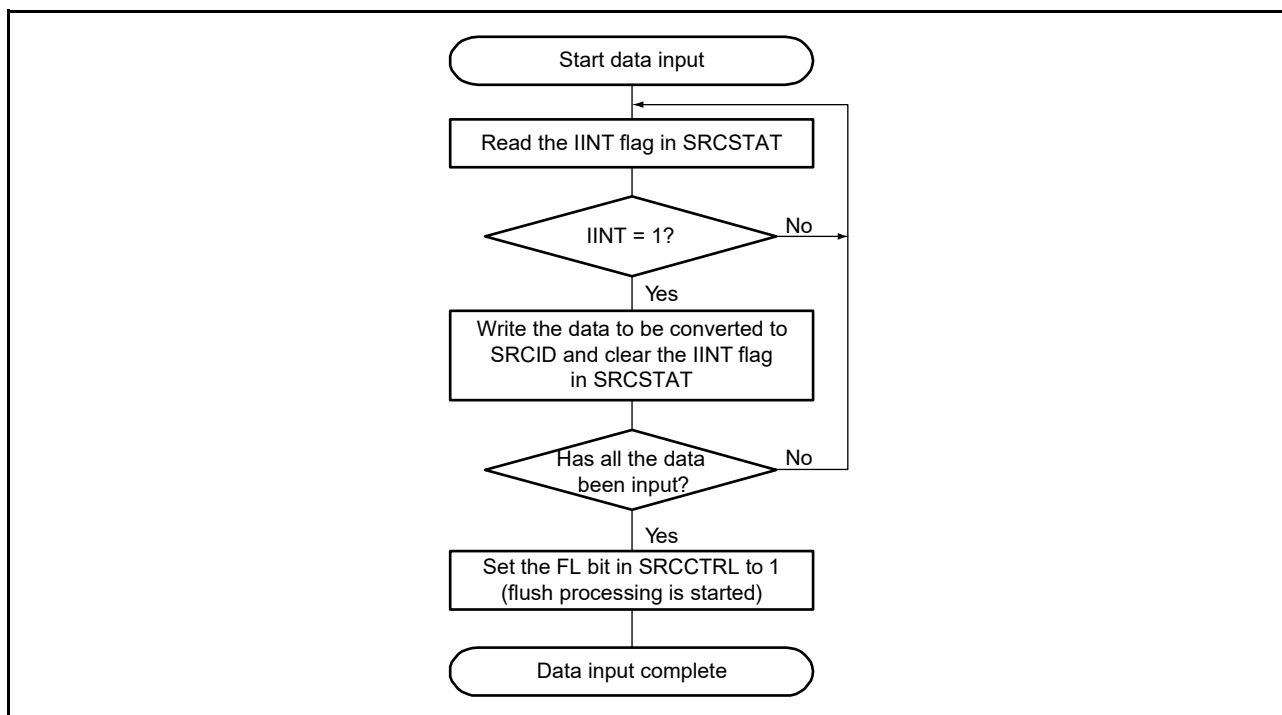 Start data input
Read the IINT flag in SRCSTAT
IINT = 1?
No
Yes
Write the data to be converted to
SRCID and clear the IINT flag
in SRCSTAT
Has all the data
been input?
No
Yes
Set the FL bit in SRCCTRL to 1
(flush processing is started)
Data input complete